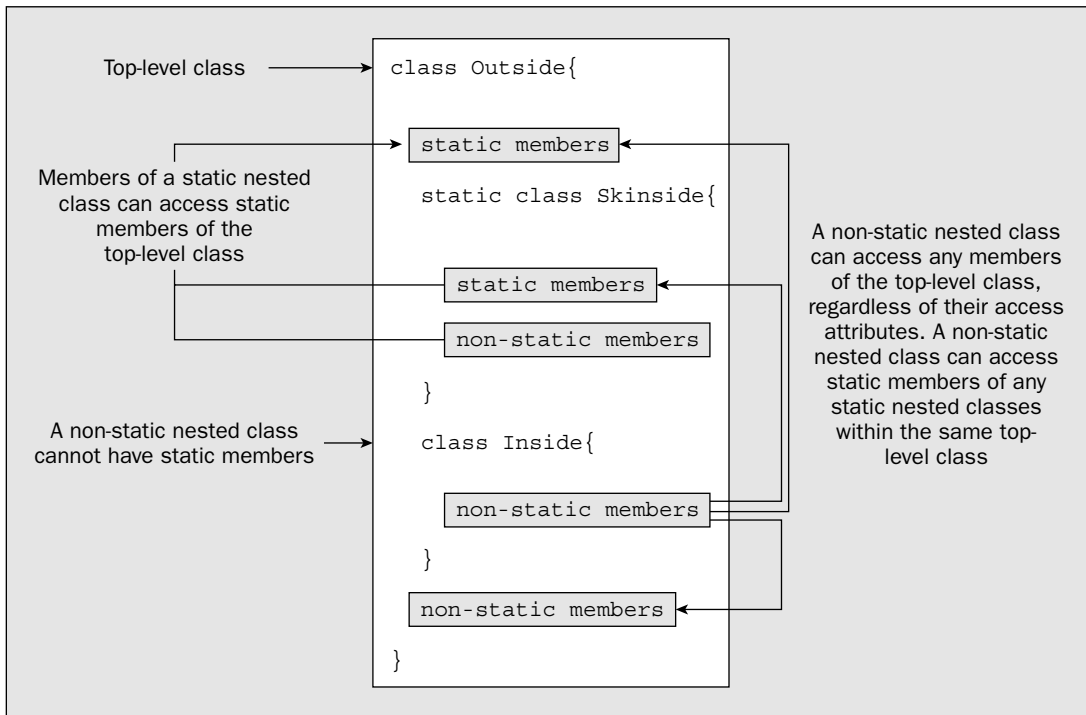 Top-level class
class Outside{
static members
Members of a static nested
class can access static
members of the
top-level class
static class Skinside{
static members
non-static members
}
A non-static nested class
can access any members
of the top-level class,
regardless of their access
attributes. A non-static
nested class can access
static members of any
static nested classes
within the same top-
level class
A non-static nested class
cannot have static members
class Inside{
non-static members
}
non-static members
}